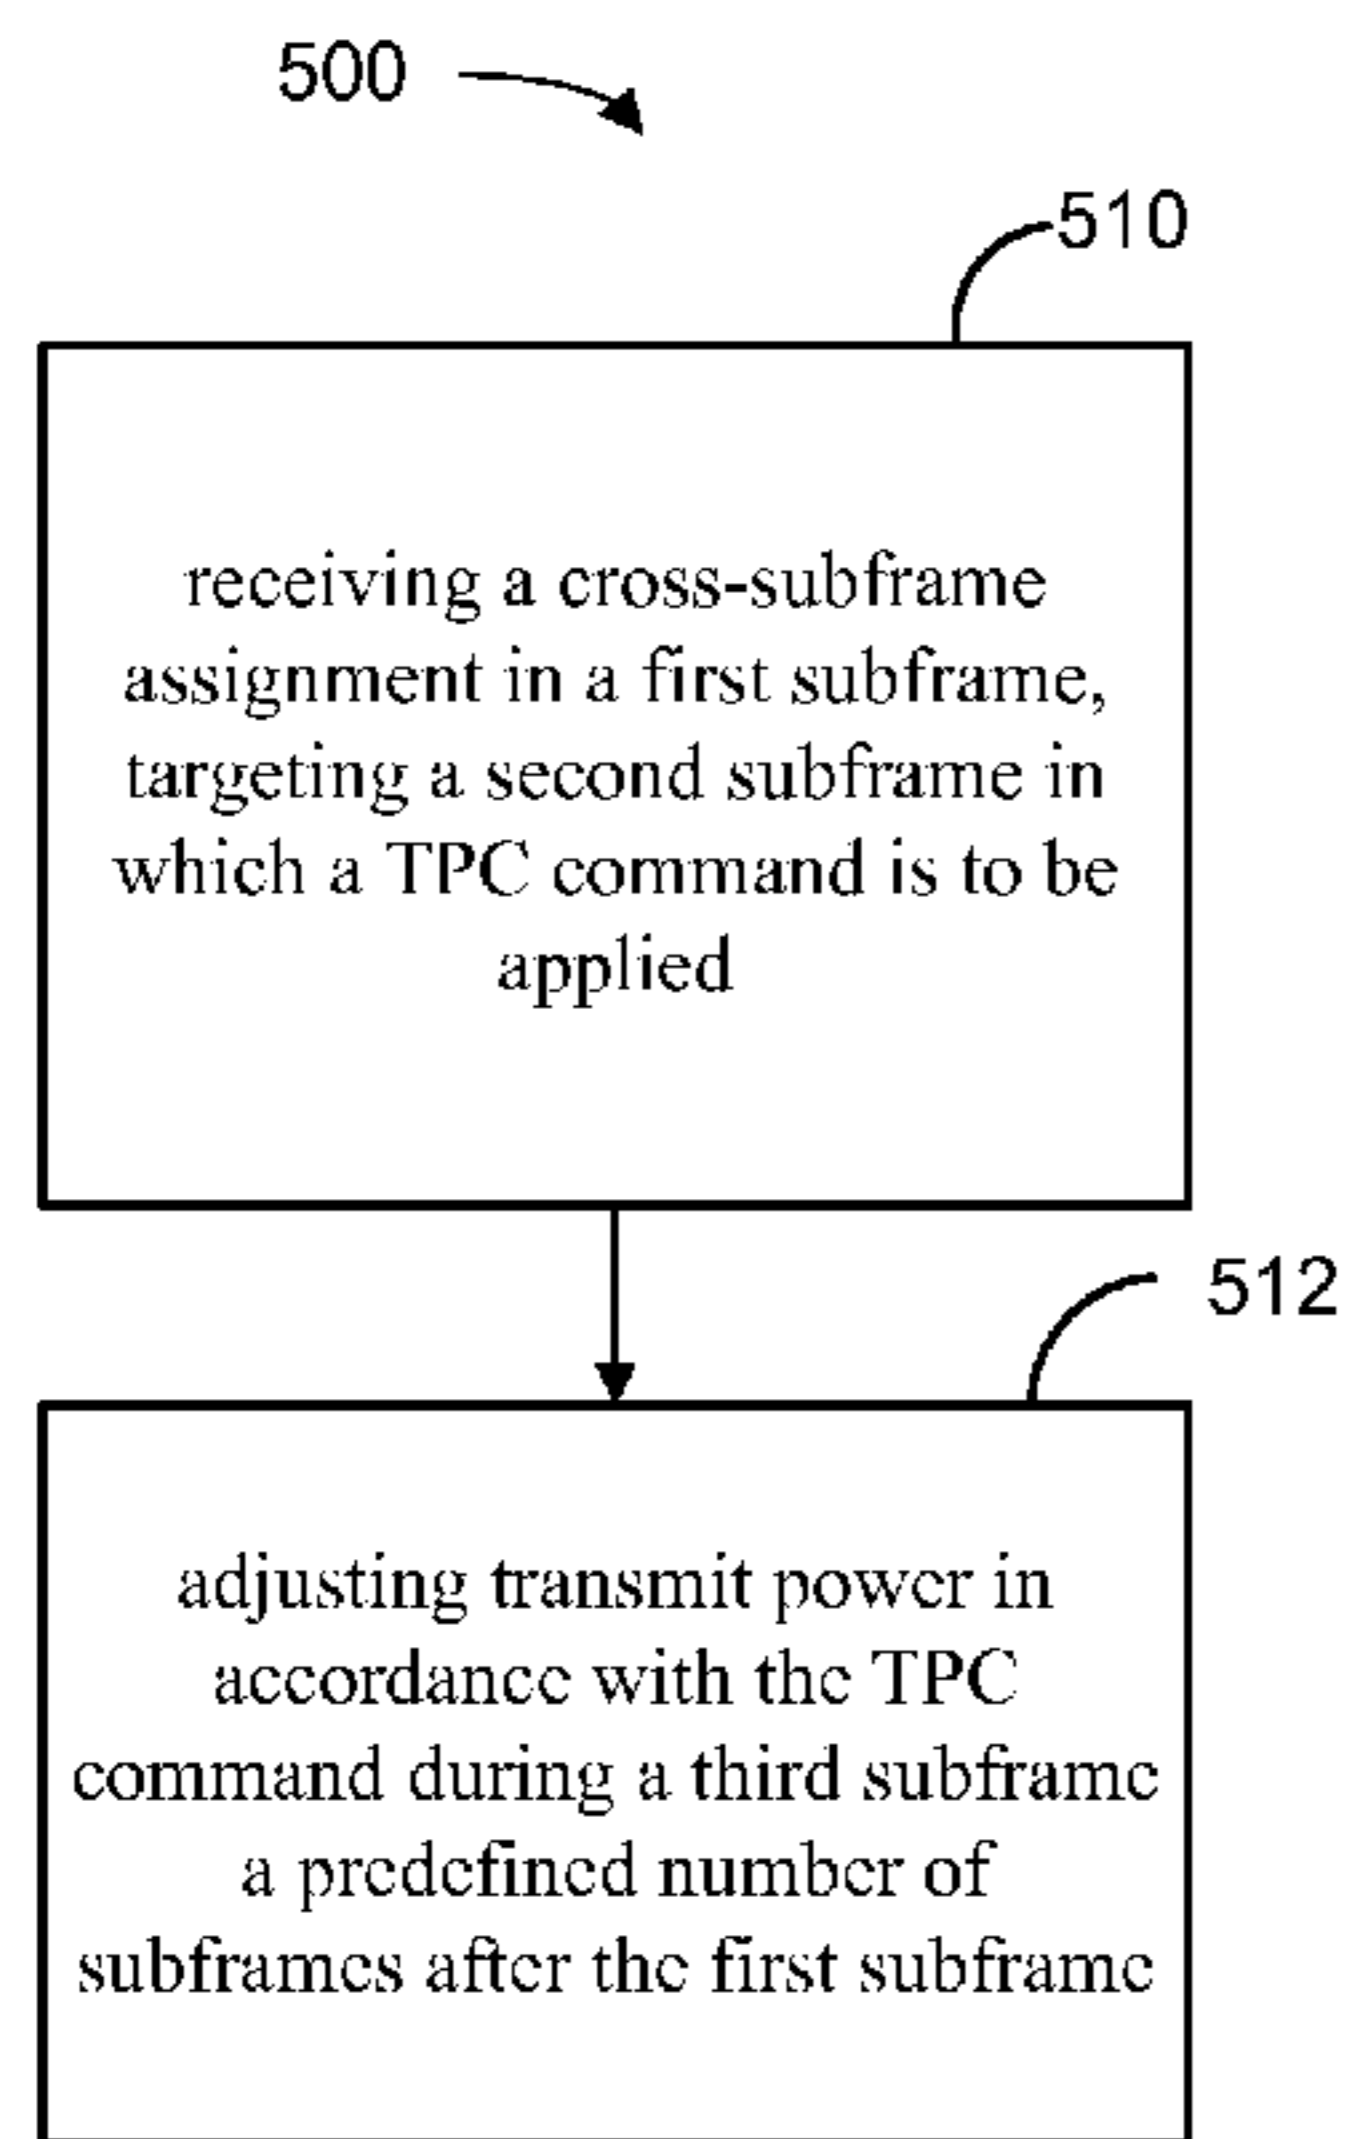 500
510
receiving a cross-subframe
assignment in a first subframe,
targeting a second subframe in
which a TPC command is to be
applied
512
adjusting transmit power in
accordance with the TPC
command during a third subframe
a predefined number of
subframes after the first subframe